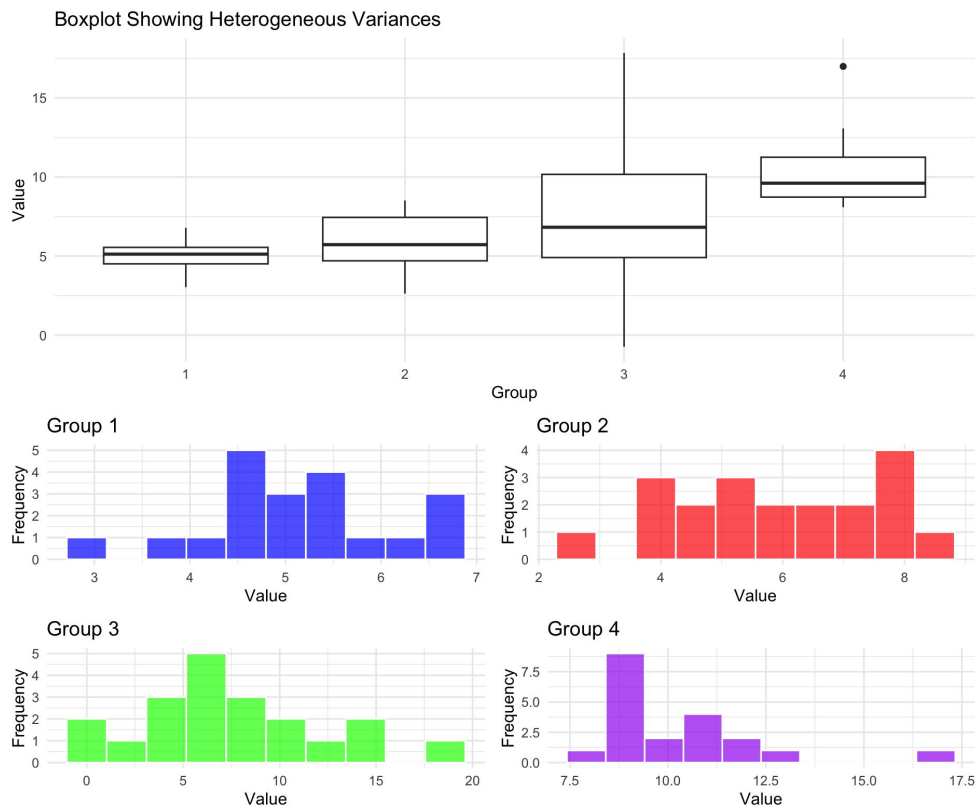 Boxplot Showing Heterogeneous Variances
Value
15
10
5
0
1 2 3 4
Group
Group 1
Frequency
5
4
3
2
1
0
3 4 5 6 7
Value
Group 2
Frequency
4
3
2
1
0
2 4 6 8
Value
Group 3
Frequency
5
4
3
2
1
0
0 5 10 15 20
Value
Group 4
Frequency
7.5
5.0
2.5
0.0
7.5 10.0 12.5 15.0 17.5
Value